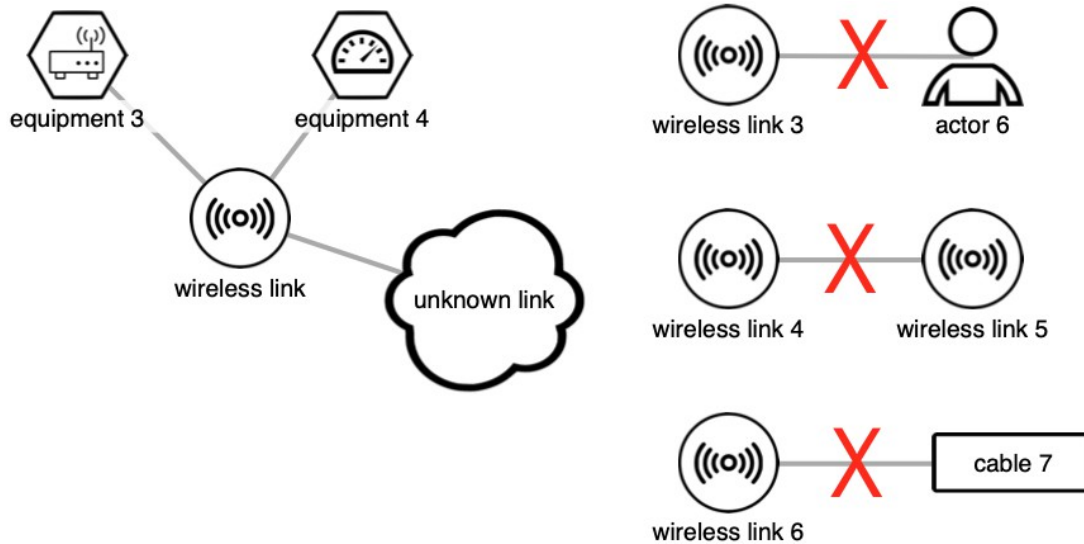 equipment 3
equipment 4
wireless link
unknown link
wireless link 3
actor 6
wireless link 4
wireless link 5
wireless link 6
cable 7